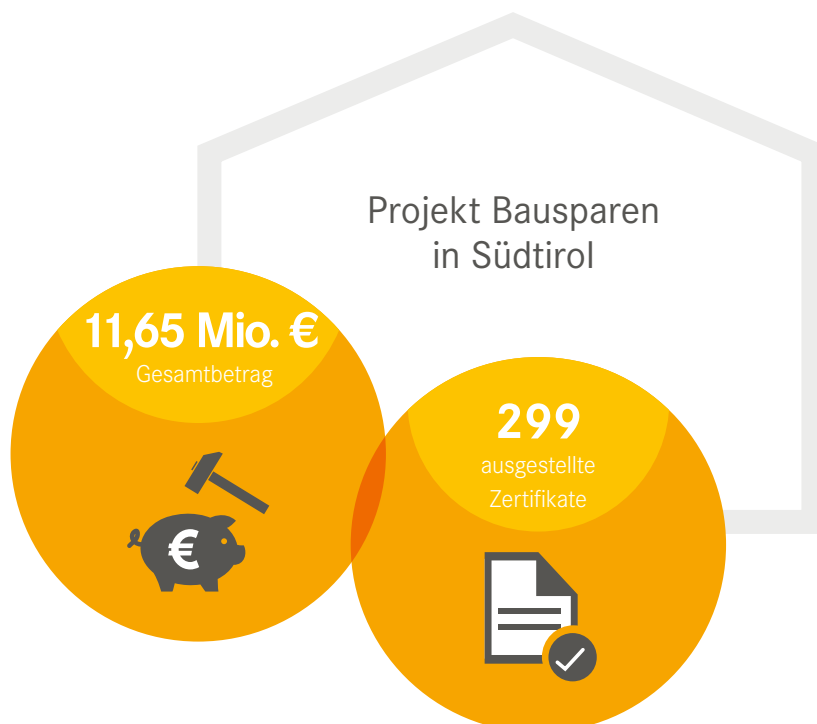 Projekt Bausparen
in Südtirol
11,65 Mio. €
Gesamtbetrag
€
299
ausgestellte
Zertifikate